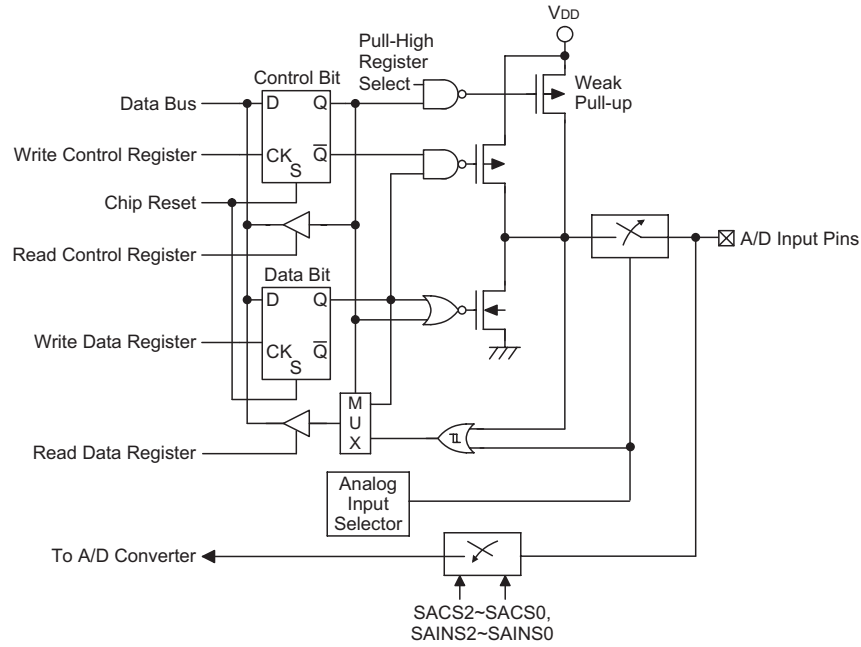 VDD
Pull-High
Register
Select
Weak
Pull-up
Control Bit
Data Bus
D
Q
Write Control Register
CK
Q̅
S
Chip Reset
Read Control Register
A/D Input Pins
Data Bit
D
Q
Write Data Register
CK
Q̅
S
M
U
X
Read Data Register
Analog
Input
Selector
To A/D Converter
SACS2~SACS0,
SAINS2~SAINS0